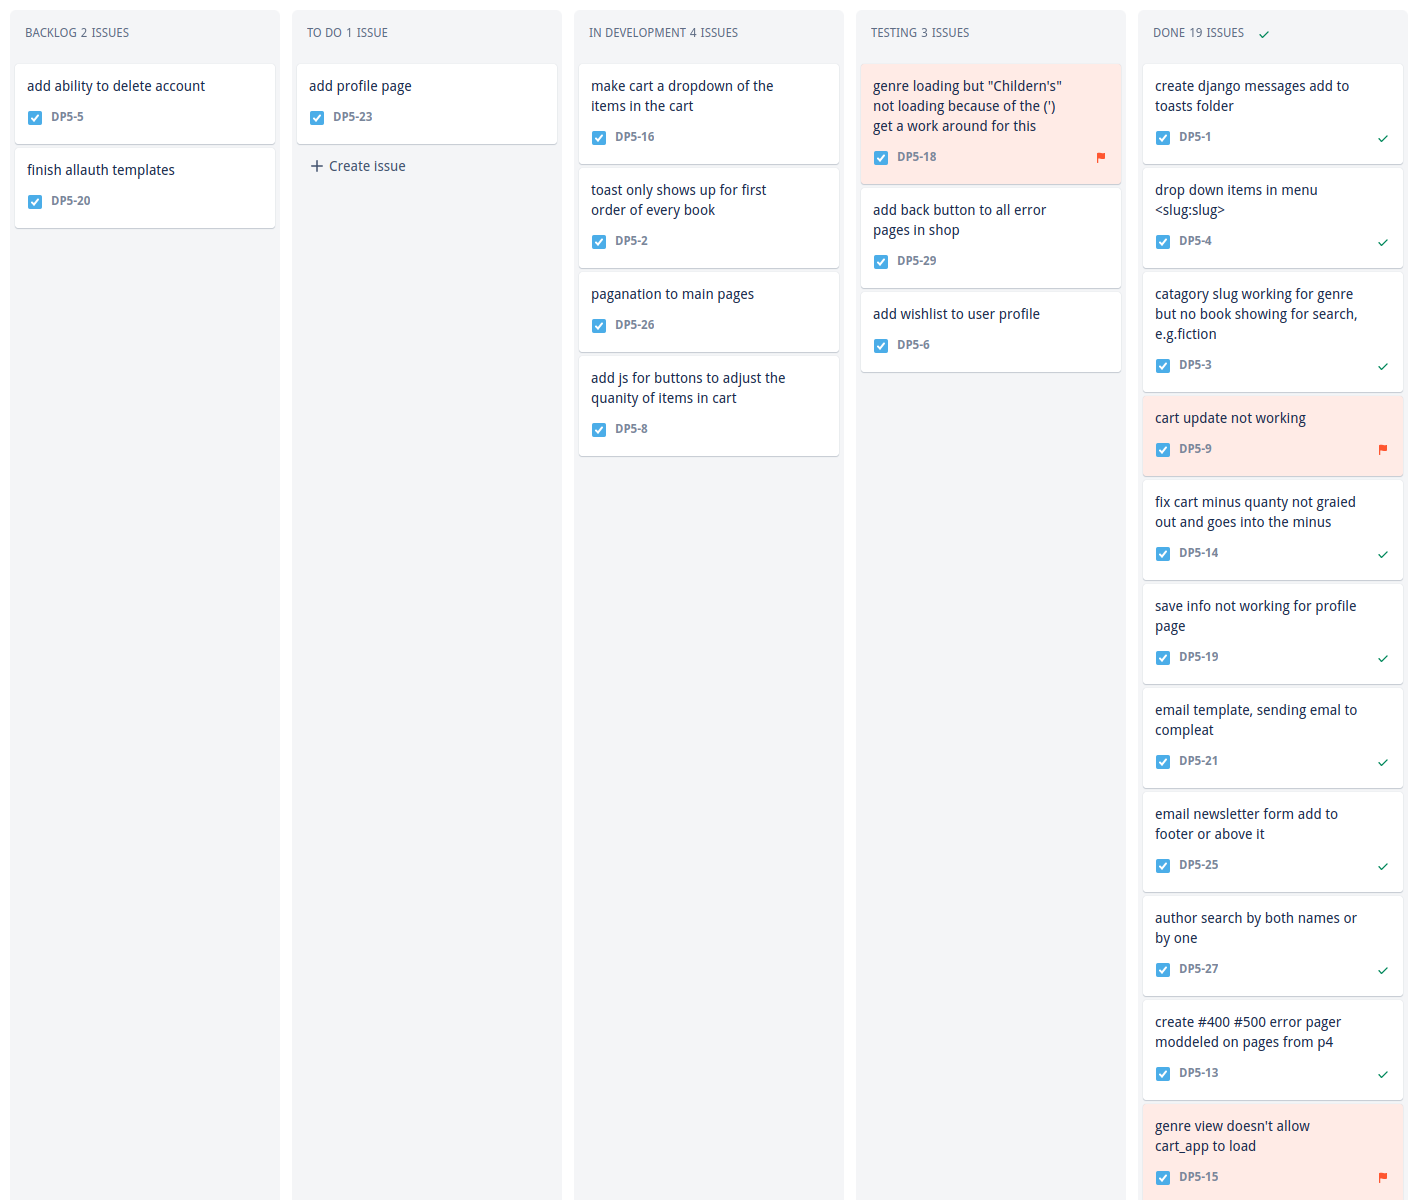 BACKLOG 2 ISSUES
add ability to delete account
DP5-5
finish allauth templates
DP5-20
TO DO 1 ISSUE
add profile page
DP5-23
Create issue
IN DEVELOPMENT 4 ISSUES
make cart a dropdown of the
items in the cart
DP5-16
toast only shows up for first
order of every book
DP5-2
paganation to main pages
DP5-26
add js for buttons to adjust the
quanity of items in cart
DP5-8
TESTING 3 ISSUES
genre loading but "Childern's"
not loading because of the (')
get a work around for this
DP5-18
add back button to all error
pages in shop
DP5-29
add wishlist to user profile
DP5-6
DONE 19 ISSUES
create django messages add to
toasts folder
DP5-1
drop down items in menu
<slug:slug>
DP5-4
catagory slug working for genre
but no book showing for search,
e.g.fiction
DP5-3
cart update not working
DP5-9
fix cart minus quanty not graied
out and goes into the minus
DP5-14
save info not working for profile
page
DP5-19
email template, sending emal to
compleat
DP5-21
email newsletter form add to
footer or above it
DP5-25
author search by both names or
by one
DP5-27
create #400 #500 error pager
moddeled on pages from p4
DP5-13
genre view doesn't allow
cart_app to load
DP5-15